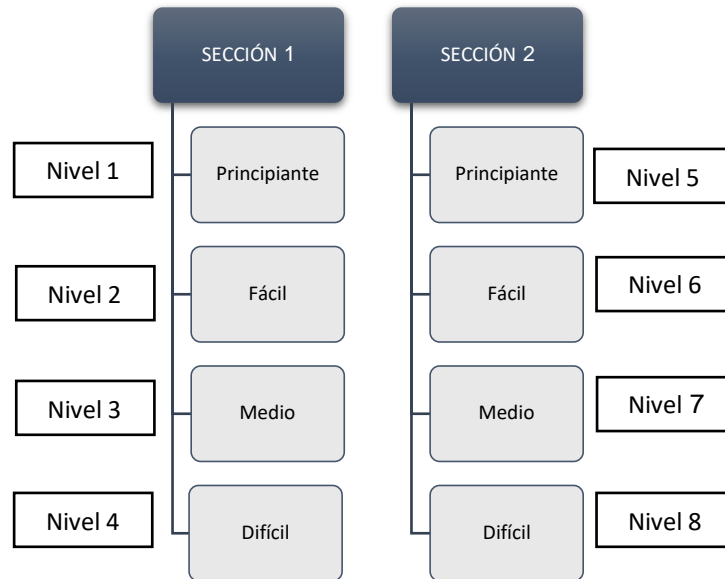 SECCIÓN 1
SECCIÓN 2
Nivel 1
Principiante
Principiante
Nivel 5
Nivel 2
Fácil
Fácil
Nivel 6
Nivel 3
Medio
Medio
Nivel 7
Nivel 4
Difícil
Difícil
Nivel 8